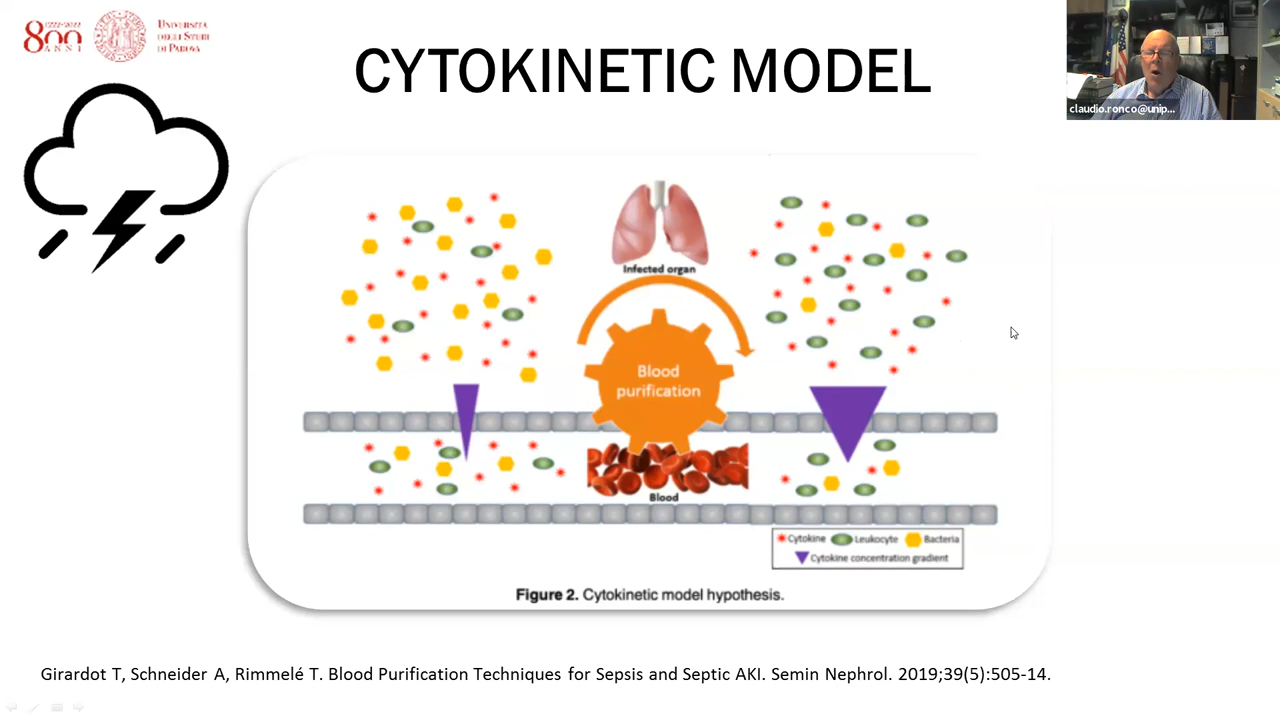 1222·2022
800
ANNI
UNIVERSITÀ
DEGLI STUDI
DI PADOVA
CYTOKINETIC MODEL
claudio.ronco@unip...
Infected organ
Blood
purification
Blood
Cytokine Leukocyte Bacteria
Cytokine concentration gradient
Figure 2. Cytokinetic model hypothesis.
Girardot T, Schneider A, Rimmelé T. Blood Purification Techniques for Sepsis and Septic AKI. Semin Nephrol. 2019;39(5):505-14.